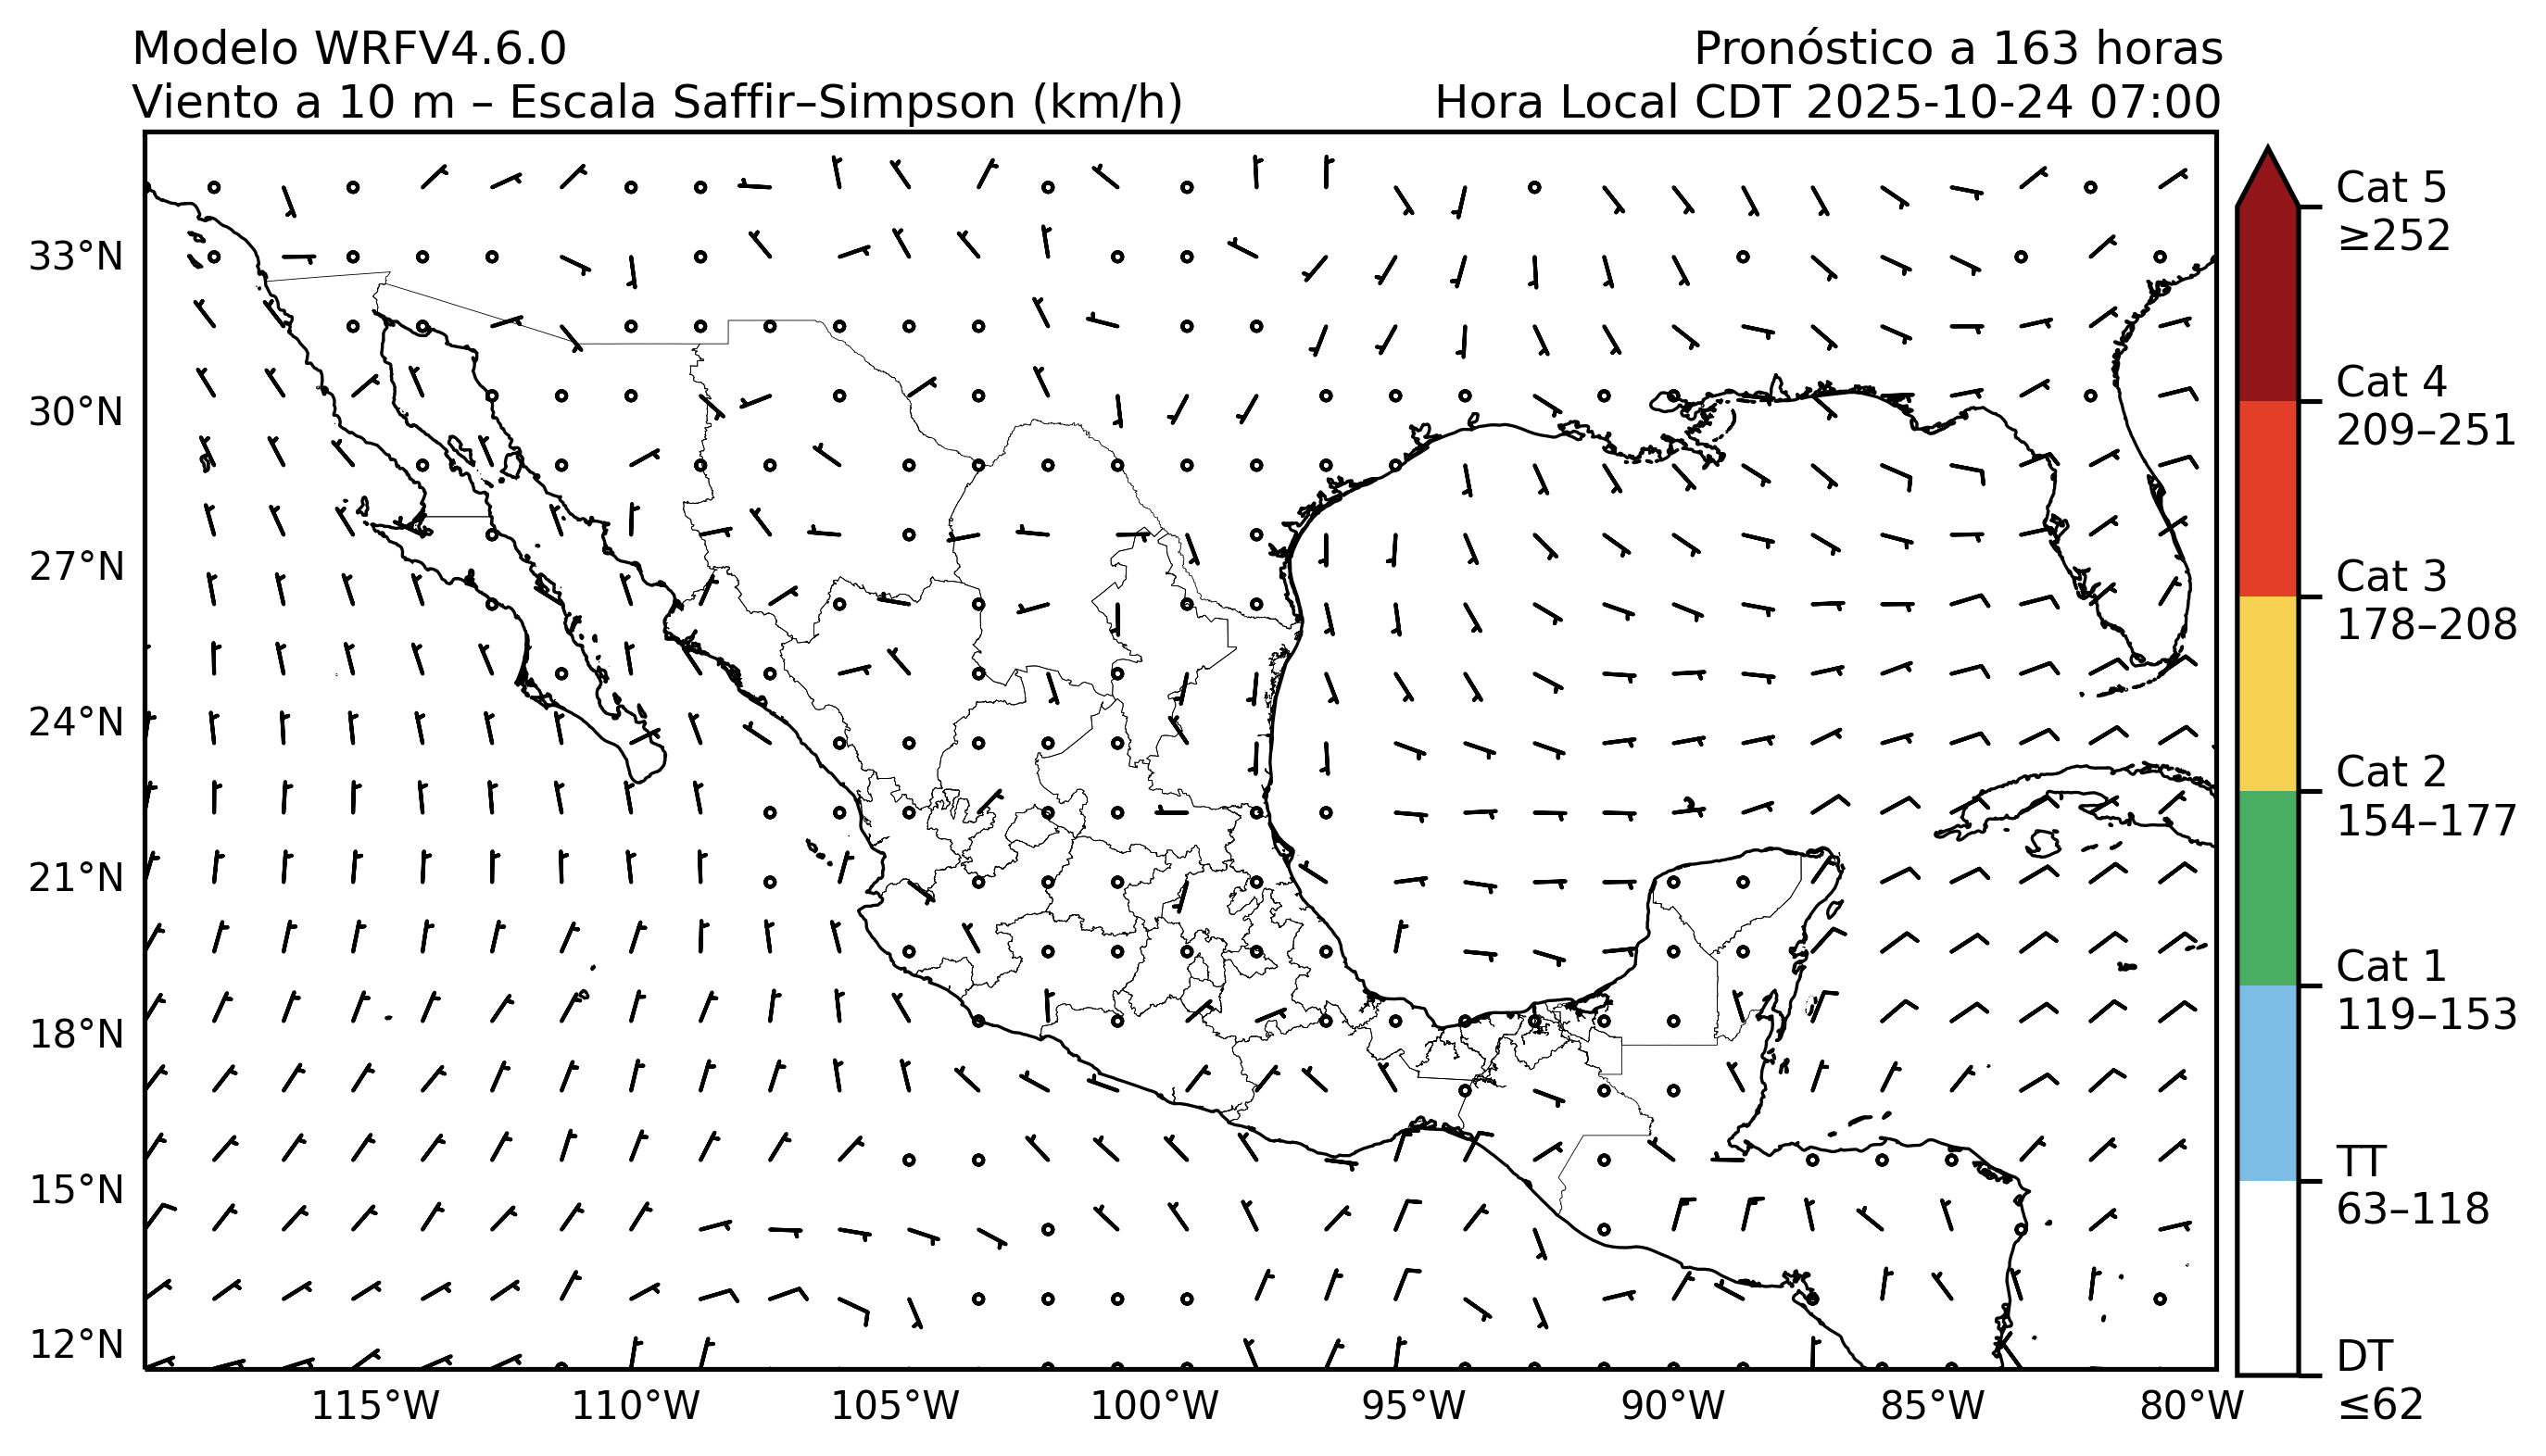 Modelo WRFV4.6.0
Pronóstico a 163 horas
Viento a 10 m – Escala Saffir–Simpson (km/h)
Hora Local CDT 2025-10-24 07:00
33°N
30°N
27°N
24°N
21°N
18°N
15°N
12°N
115°W
110°W
105°W
100°W
95°W
90°W
85°W
80°W
Cat 5
≥252
Cat 4
209–251
Cat 3
178–208
Cat 2
154–177
Cat 1
119–153
TT
63–118
DT
≤62